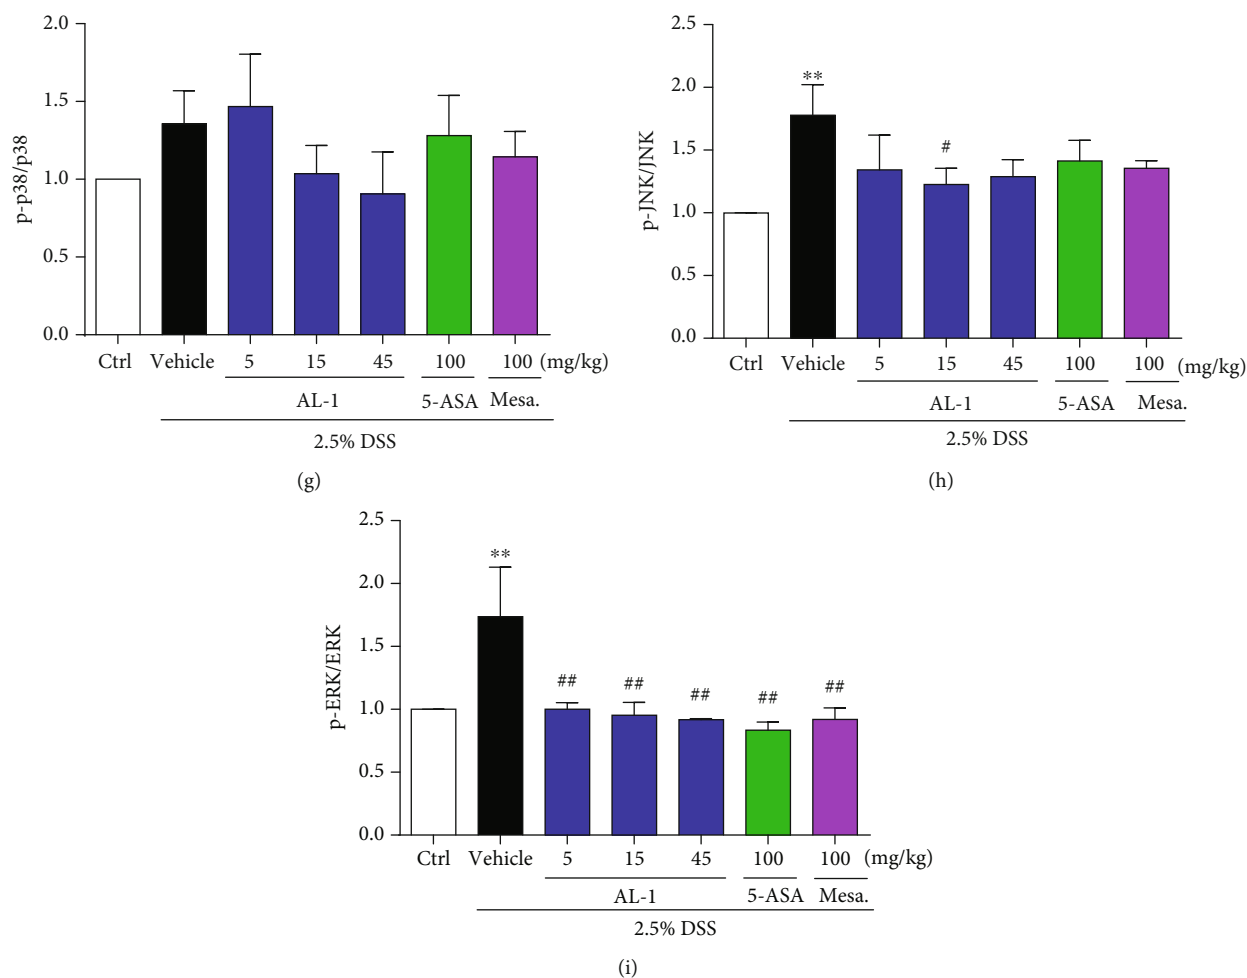 2.0
1.5
1.0
0.5
0.0
p-p38/p38
Ctrl Vehicle 5 15 45 100 100 (mg/kg)
AL-1 5-ASA Mesa.
2.5% DSS
(g)
2.5
2.0
1.5
1.0
0.5
0.0
p-JNK/JNK
**
#
Ctrl Vehicle 5 15 45 100 100 (mg/kg)
AL-1 5-ASA Mesa.
2.5% DSS
(h)
2.5
2.0
1.5
1.0
0.5
0.0
p-ERK/ERK
**
## ## ## ## ##
Ctrl Vehicle 5 15 45 100 100 (mg/kg)
AL-1 5-ASA Mesa.
2.5% DSS
(i)